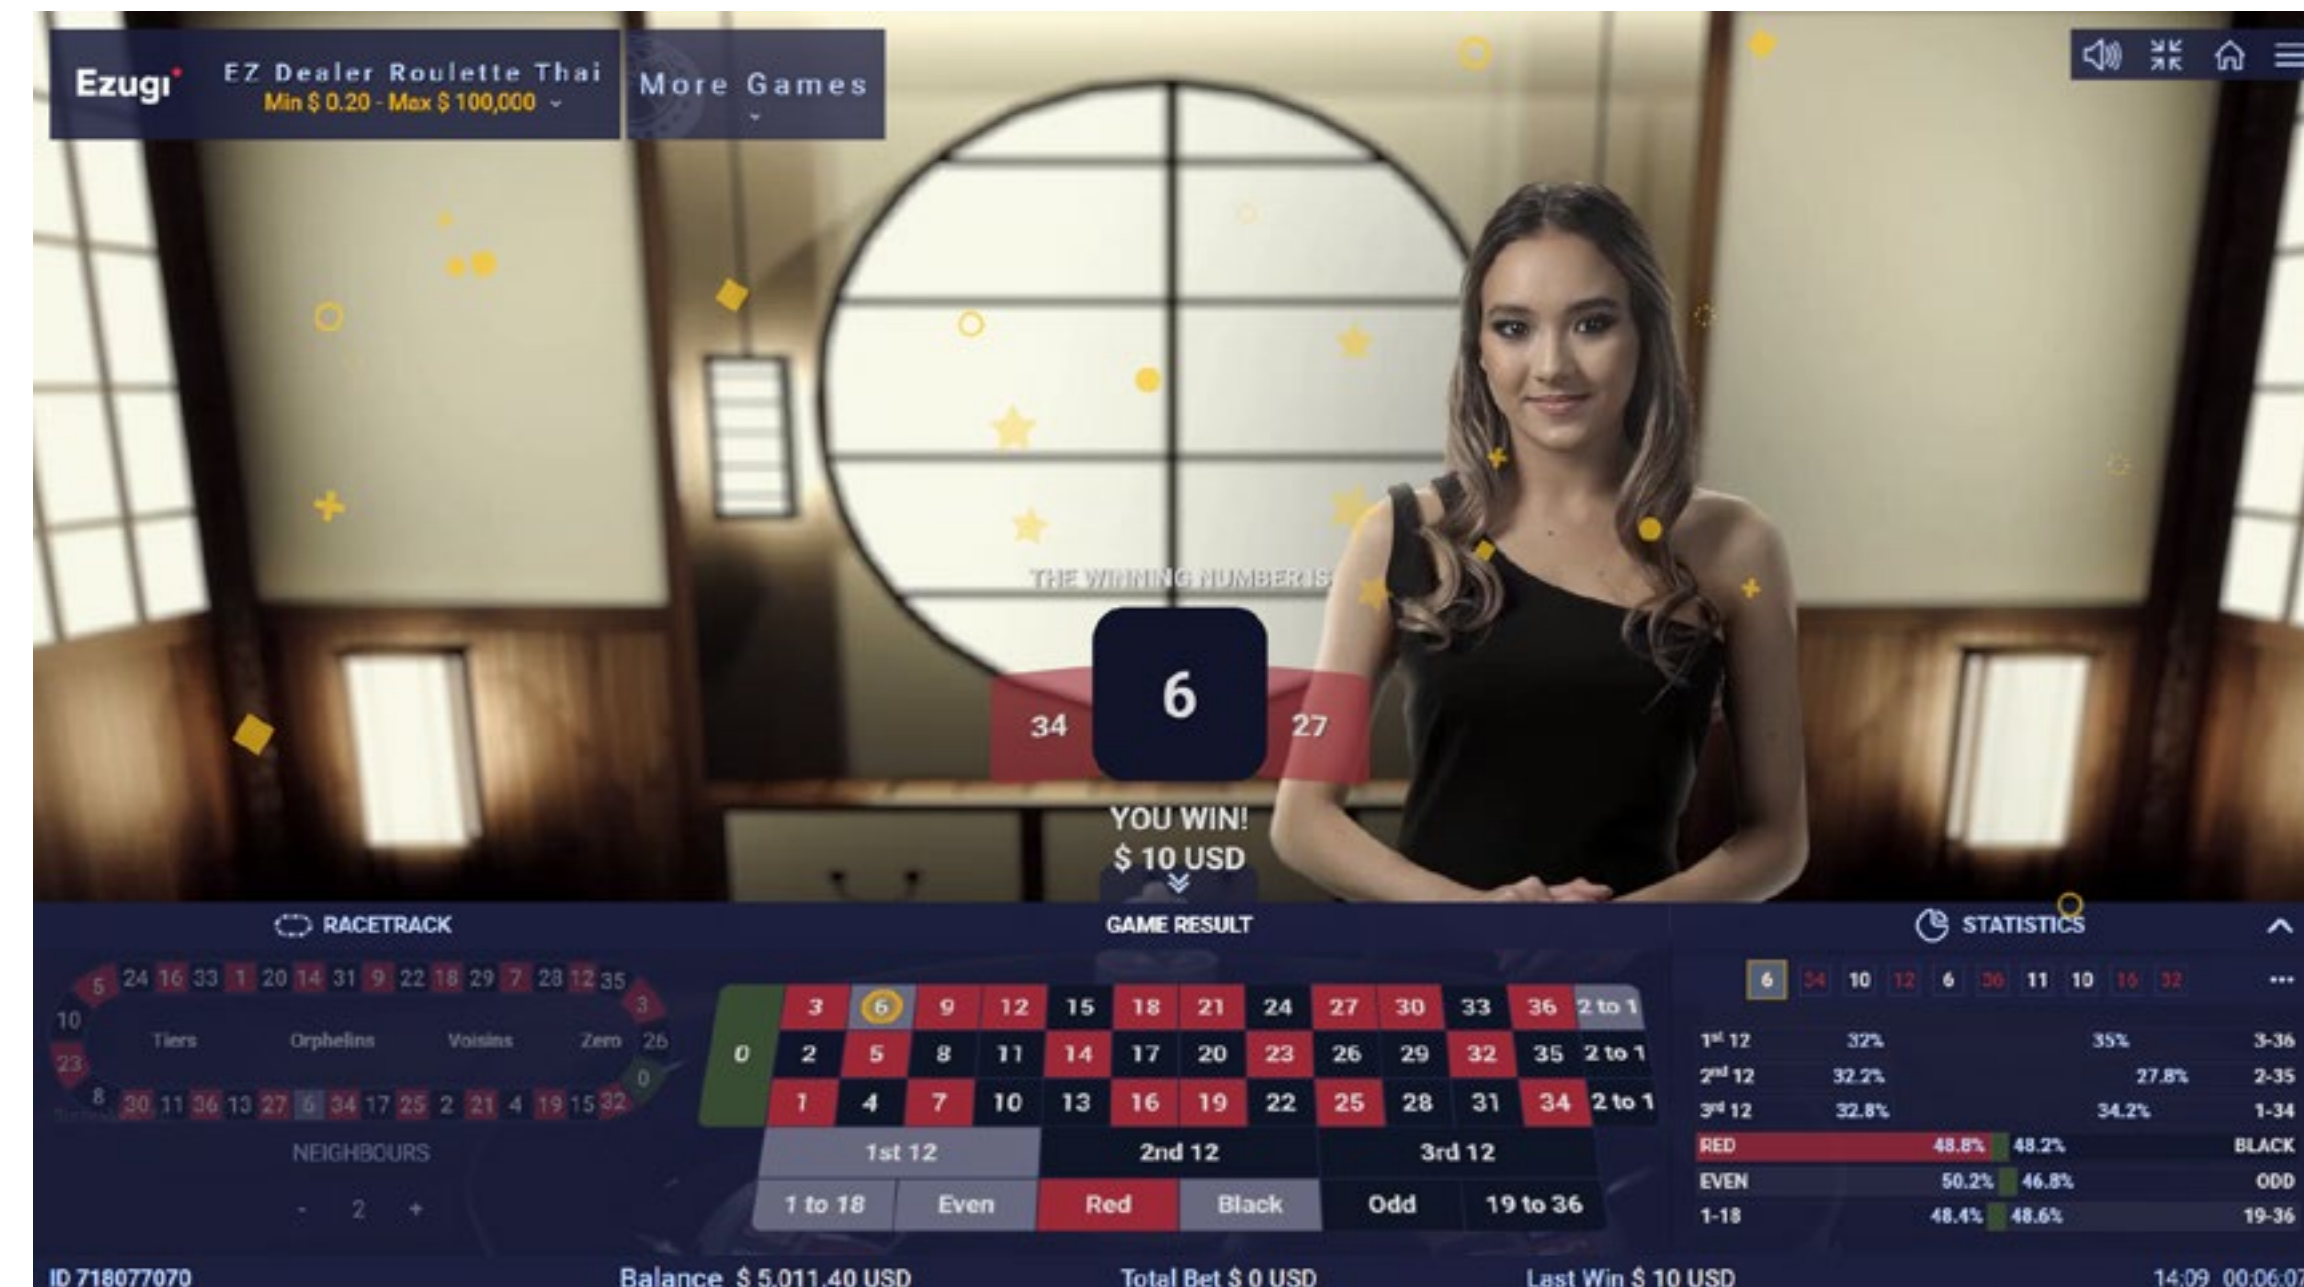 Ezugi
EZ Dealer Roulette Thai
Min $ 0.20 - Max $ 100,000
More Games
THE WINNING NUMBER IS
34 6 27
YOU WIN!
$ 10 USD
RACETRACK
5 24 16 33 1 20 14 31 9 22 18 29 7 28 12 35 3
10 Tiers Orphelins Voisins Zero 26
23 0
8 30 11 36 13 27 6 34 17 25 2 21 4 19 15 32
NEIGHBOURS
- 2 +
GAME RESULT
3 6 9 12 15 18 21 24 27 30 33 36 2 to 1
0 2 5 8 11 14 17 20 23 26 29 32 35 2 to 1
1 4 7 10 13 16 19 22 25 28 31 34 2 to 1
1st 12 2nd 12 3rd 12
1 to 18 Even Red Black Odd 19 to 36
STATISTICS
6 34 10 12 6 36 11 10 16 32 ...
1st 12 32% 35% 3-36
2nd 12 32.2% 27.8% 2-35
3rd 12 32.8% 34.2% 1-34
RED 48.8% 48.2% BLACK
EVEN 50.2% 46.8% ODD
1-18 48.4% 48.6% 19-36
ID 718077070 Balance $ 5,011.40 USD Total Bet $ 0 USD Last Win $ 10 USD 14:09 00:06:07